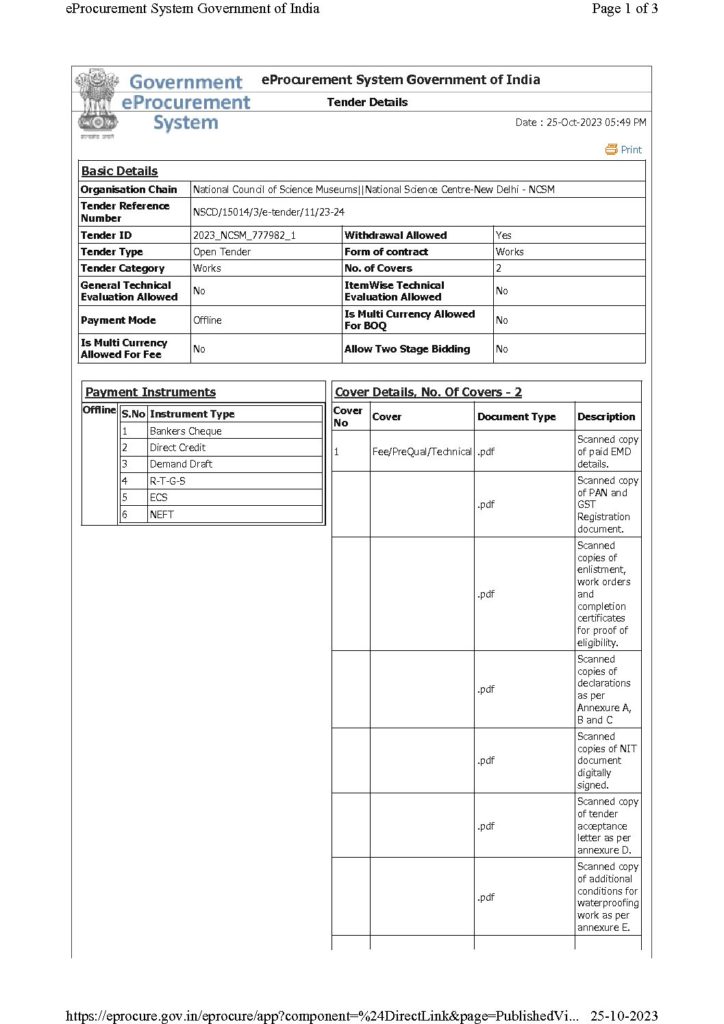 eProcurement System Government of India Page 1 of 3
Government
eProcurement
System
eProcurement System Government of India
Tender Details
Date : 25-Oct-2023 05:49 PM
Print
Basic Details
Organisation Chain National Council of Science Museums||National Science Centre-New Delhi - NCSM
Tender Reference
Number
NSCD/15014/3/e-tender/11/23-24
Tender ID 2023_NCSM_777982_1 Withdrawal Allowed Yes
Tender Type Open Tender Form of contract Works
Tender Category Works No. of Covers 2
General Technical
Evaluation Allowed
No
ItemWise Technical
Evaluation Allowed
No
Payment Mode Offline
Is Multi Currency Allowed
For BOQ
No
Is Multi Currency
Allowed For Fee
No
Allow Two Stage Bidding No
Payment Instruments
Offline S.No Instrument Type
1 Bankers Cheque
2 Direct Credit
3 Demand Draft
4 R-T-G-S
5 ECS
6 NEFT
Cover Details, No. Of Covers - 2
Cover
No
Cover Document Type Description
1 Fee/PreQual/Technical .pdf
Scanned copy
of paid EMD
details.
.pdf
Scanned copy
of PAN and
GST
Registration
document.
.pdf
Scanned
copies of
enlistment,
work orders
and
completion
certificates
for proof of
eligibility.
.pdf
Scanned
copies of
declarations
as per
Annexure A,
B and C
.pdf
Scanned
copies of NIT
document
digitally
signed.
.pdf
Scanned copy
of tender
acceptance
letter as per
annexure D.
.pdf
Scanned copy
of additional
conditions for
waterproofing
work as per
annexure E.
https://eprocure.gov.in/eprocure/app?component=%24DirectLink&page=PublishedVi... 25-10-2023